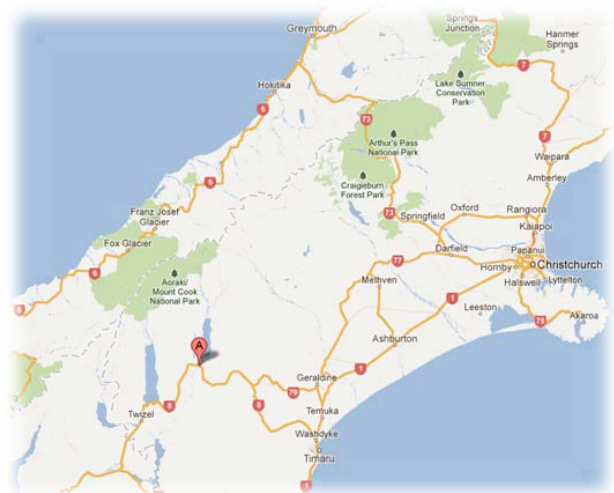 Springs
Junction
Hanmer
Springs
Greymouth
7
Lake Sumner
Conservation
Park
Hokitika
6
73
7
Arthur's Pass
National Park
Waipara
Craigieburn
Forest Park
Amberley
6
Franz Josef
Glacier
73
Springfield
Oxford
Rangiora
Kaiapoi
Fox Glacier
Darfield
Papanui
6
77
Hornby
Christchurch
Aoraki/
Mount Cook
National Park
Methven
Halswell
Lyttelton
1
Leeston
Akaroa
75
Ashburton
A
1
Geraldine
79
8
8
Temuka
Twizel
Washdyke
Timaru
1